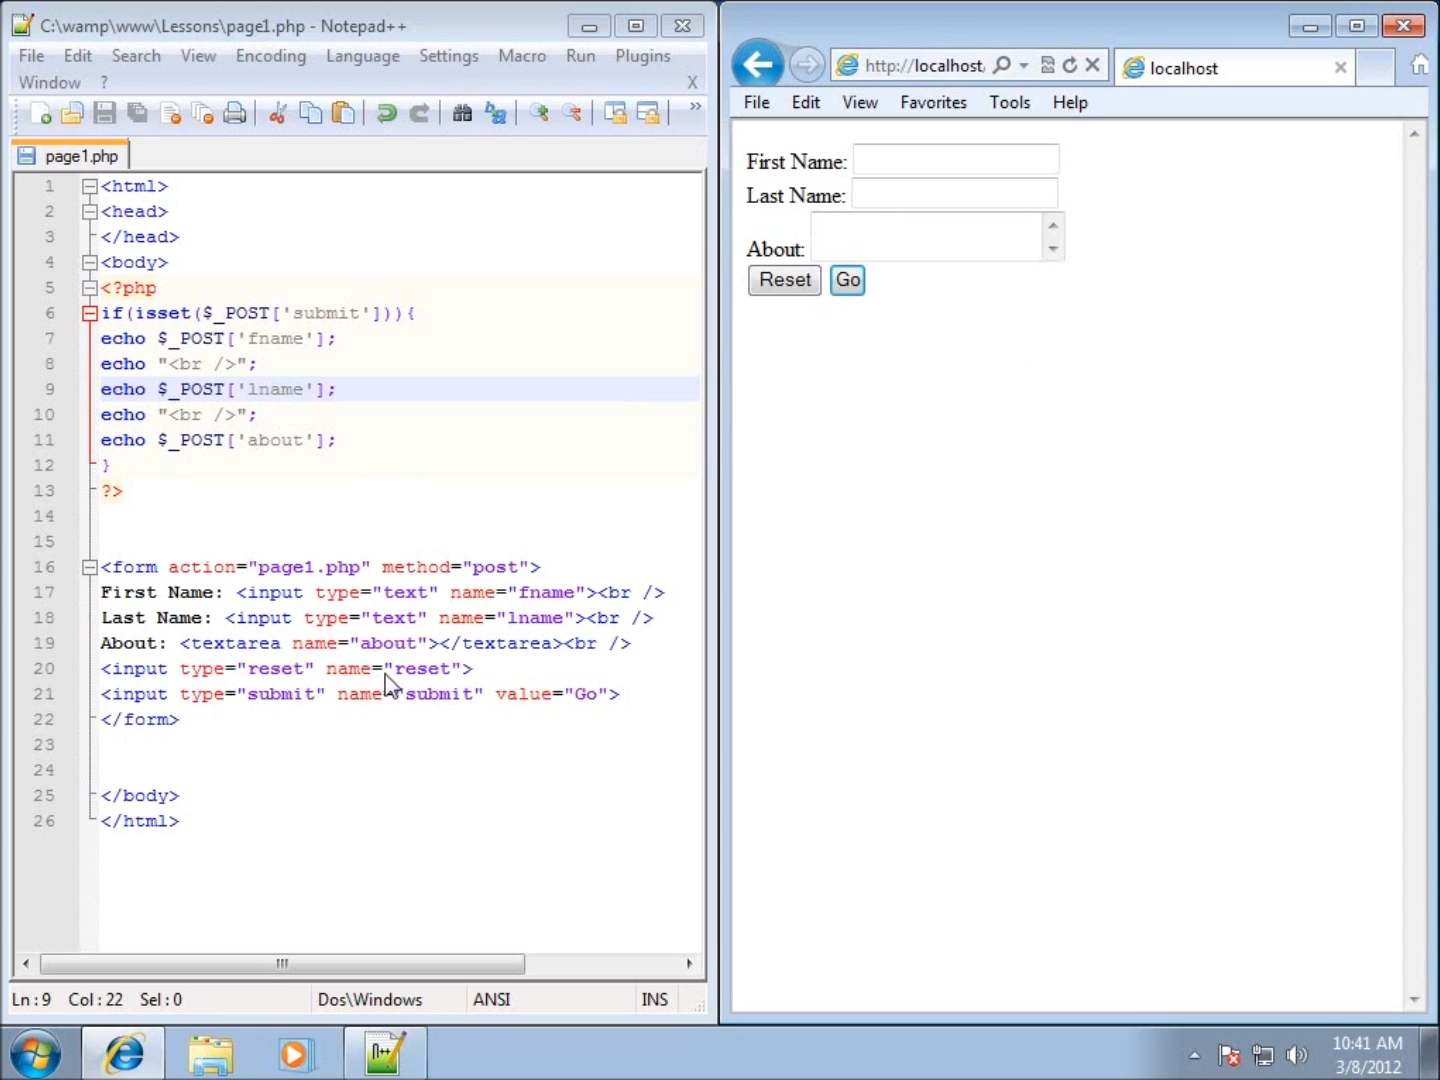 C:\wamp\www\Lessons\page1.php - Notepad++
File Edit Search View Encoding Language Settings Macro Run Plugins
Window ? X
page1.php
1 <html>
2 <head>
3 </head>
4 <body>
5 <?php
6 if(isset($_POST['submit'])){
7 echo $_POST['fname'];
8 echo "<br />";
9 echo $_POST['lname'];
10 echo "<br />";
11 echo $_POST['about'];
12 }
13 ?>
14
15
16 <form action="page1.php" method="post">
17 First Name: <input type="text" name="fname"><br />
18 Last Name: <input type="text" name="lname"><br />
19 About: <textarea name="about"></textarea><br />
20 <input type="reset" name="reset">
21 <input type="submit" name="submit" value="Go">
22 </form>
23
24
25 </body>
26 </html>
Ln : 9 Col : 22 Sel : 0 Dos\Windows ANSI INS
http://localhost localhost
File Edit View Favorites Tools Help
First Name:
Last Name:
About:
Reset Go
10:41 AM
3/8/2012